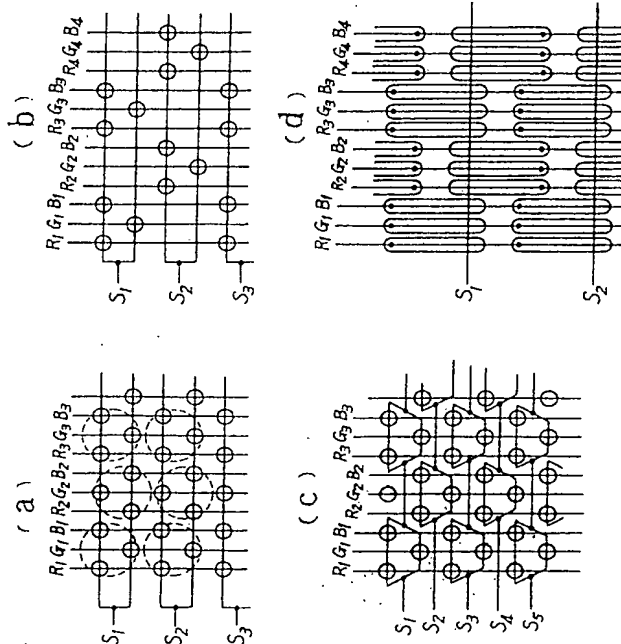 (a)
R1 G1 B1 R2 G2 B2 R3 G3 B3
S1
S2
S3
(b)
R1 G1 B1 R2 G2 B2 R3 G3 B3 R4 G4 B4
S1
S2
S3
(c)
R1 G1 B1 R2 G2 B2 R3 G3 B3
S1
S2
S3
S4
S5
(d)
R1 G1 B1 R2 G2 B2 R3 G3 B3 R4 G4 B4
S1
S2